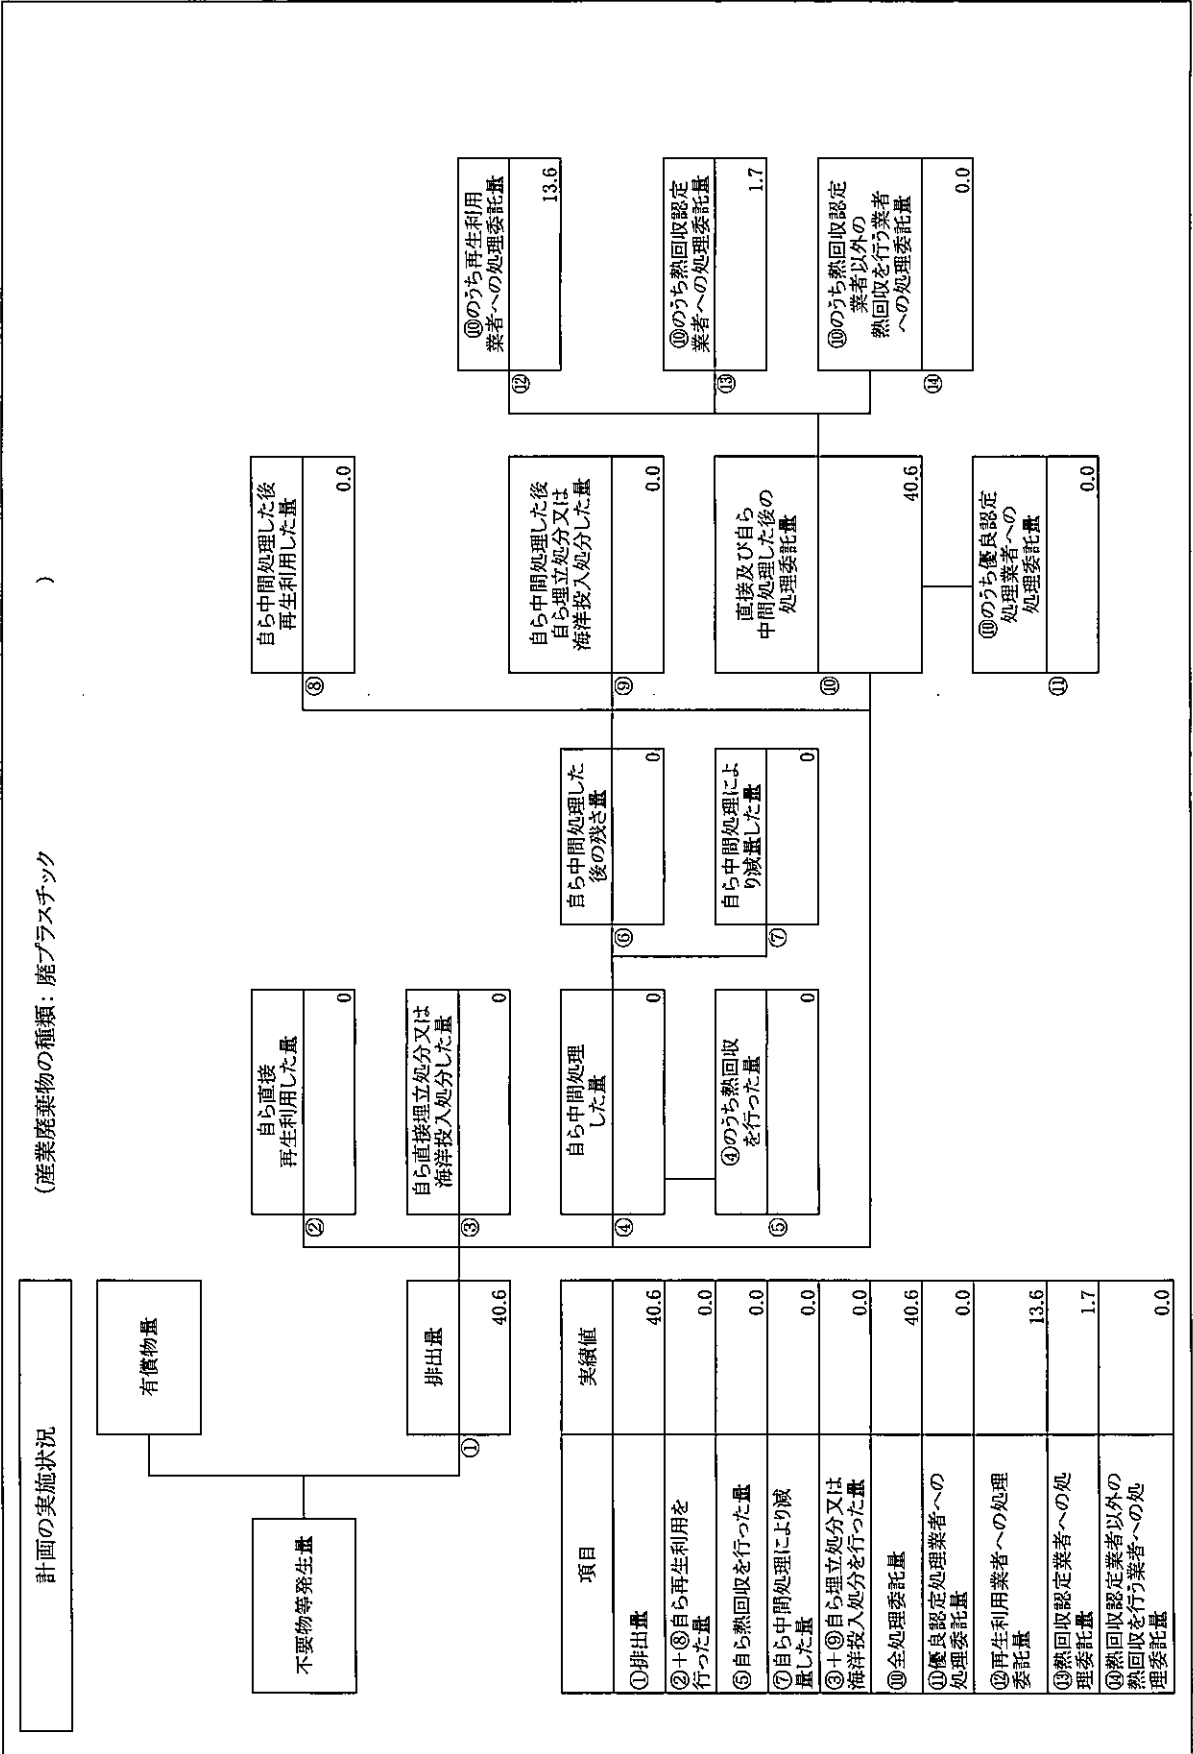 計画の実施状況
(産業廃棄物の種類: 廃プラスチック )
不要物等発生量
有償物量
①
排出量
40.6
②
自ら直接
再生利用した量
0
③
自ら直接埋立処分又は
海洋投入処分した量
0
④
自ら中間処理
した量
0
⑤
④のうち熱回収
を行った量
0
⑥
自ら中間処理した
後の残さ量
0
⑦
自ら中間処理によ
り減量した量
0
⑧
自ら中間処理した後
再生利用した量
0.0
⑨
自ら中間処理した後
自ら埋立処分又は
海洋投入処分した量
0.0
⑩
直接及び自ら
中間処理した後の
処理委託量
40.6
⑪
⑩のうち優良認定
処理業者への
処理委託量
0.0
⑫
⑩のうち再生利用
業者への処理委託量
13.6
⑬
⑩のうち熱回収認定
業者への処理委託量
1.7
⑭
⑩のうち熱回収認定
業者以外の
熱回収を行う業者
への処理委託量
0.0
項目 実績値
①排出量 40.6
②+⑧自ら再生利用を
行った量 0.0
⑤自ら熱回収を行った量 0.0
⑦自ら中間処理により減
量した量 0.0
③+⑨自ら埋立処分又は
海洋投入処分を行った量 0.0
⑩全処理委託量 40.6
⑪優良認定処理業者への
処理委託量 0.0
⑫再生利用業者への処理
委託量 13.6
⑬熱回収認定業者への処
理委託量 1.7
⑭熱回収認定業者以外の
熱回収を行う業者への処
理委託量 0.0